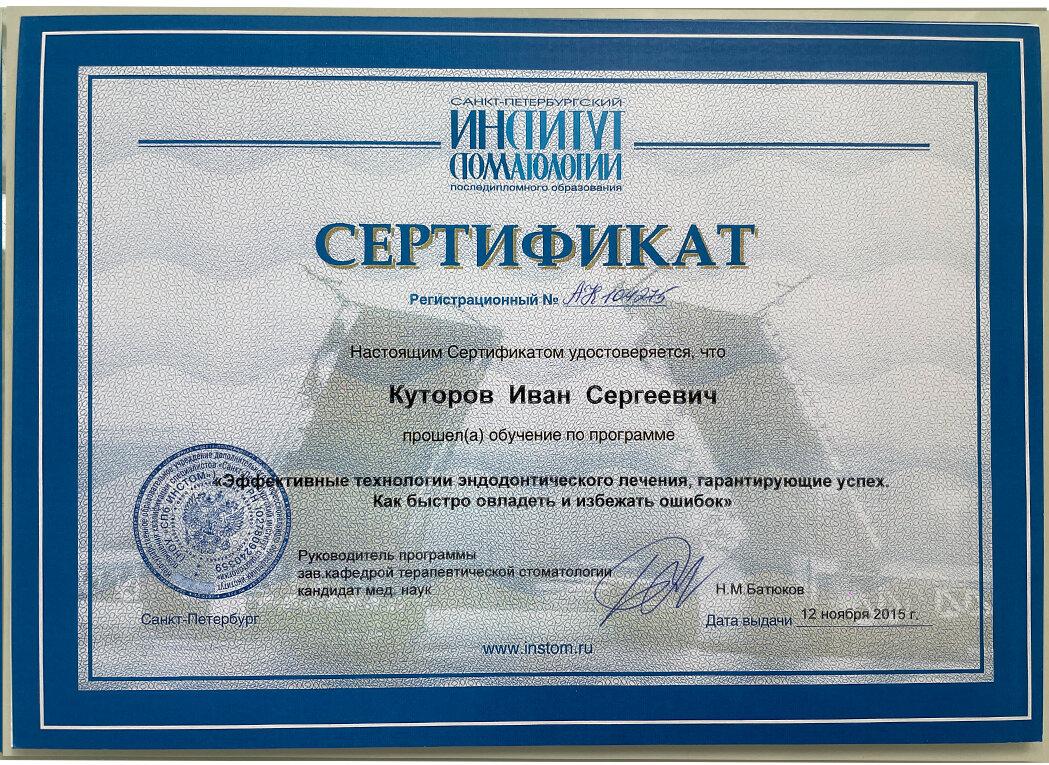 САНКТ-ПЕТЕРБУРГСКИЙ
ИНСТИТУТ
СТОМАТОЛОГИИ
последипломного образования
СЕРТИФИКАТ
Регистрационный № АК 104275
Настоящим Сертификатом удостоверяется, что
Куторов Иван Сергеевич
прошел(а) обучение по программе
«Эффективные технологии эндодонтического лечения, гарантирующие успех.
Как быстро овладеть и избежать ошибок»
Руководитель программы
зав.кафедрой терапевтической стоматологии
кандидат мед. наук
Н.М.Батюков
Санкт-Петербург
Дата выдачи 12 ноября 2015 г.
www.instom.ru